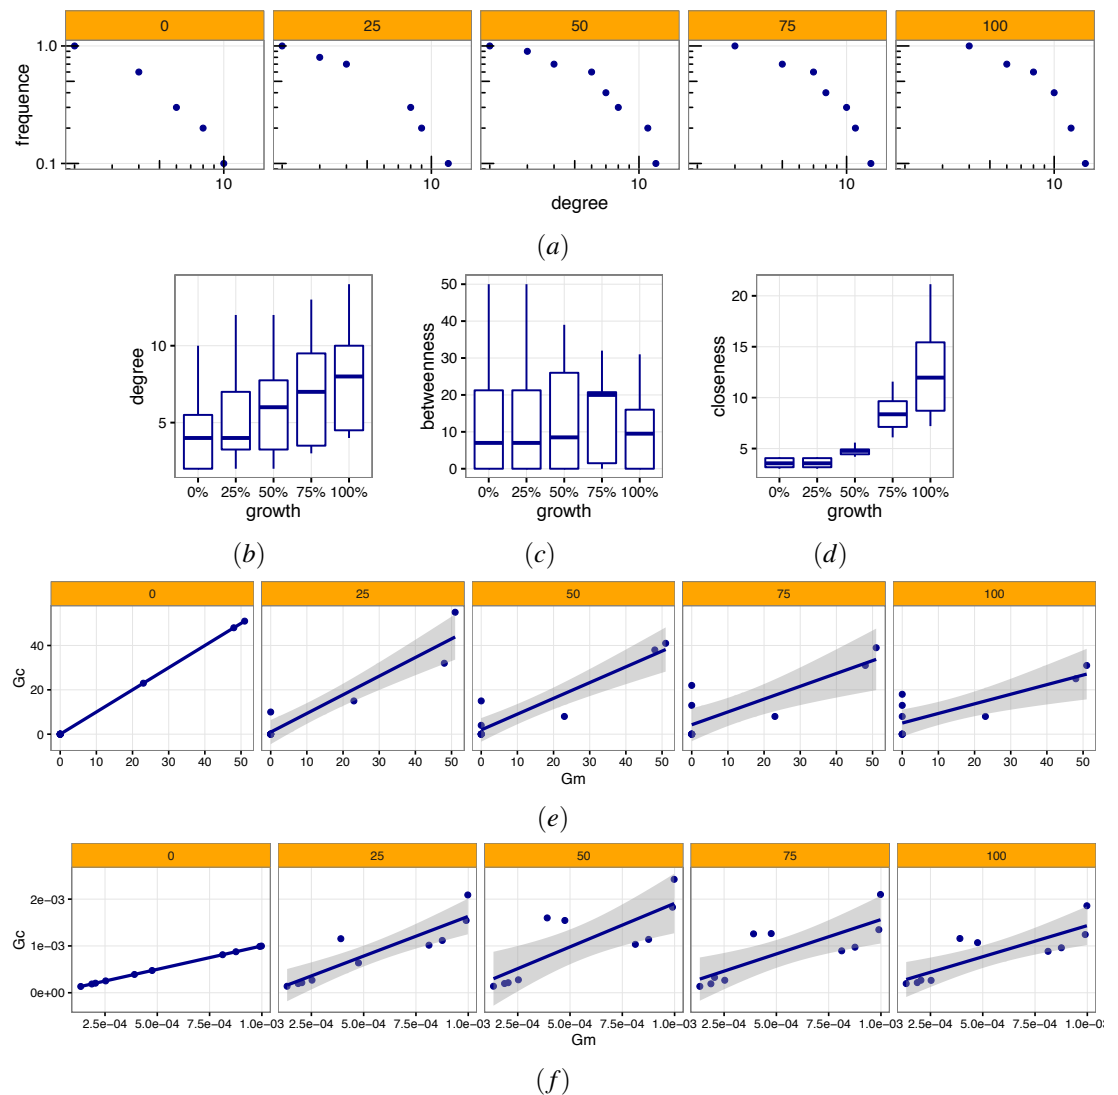 0 25 50 75 100
1.0
frequence
0.1
10 10 10 10 10
degree
(a)
10
5
degree
0% 25% 50% 75% 100%
growth
(b)
50
40
30
20
10
0
betweenness
0% 25% 50% 75% 100%
growth
(c)
20
15
10
5
closeness
0% 25% 50% 75% 100%
growth
(d)
0 25 50 75 100
40
20
0
Gc
0 10 20 30 40 50 0 10 20 30 40 50 0 10 20 30 40 50 0 10 20 30 40 50 0 10 20 30 40 50
Gm
(e)
0 25 50 75 100
2e−03
1e−03
0e+00
Gc
2.5e−04 5.0e−04 7.5e−04 1.0e−03 2.5e−04 5.0e−04 7.5e−04 1.0e−03 2.5e−04 5.0e−04 7.5e−04 1.0e−03 2.5e−04 5.0e−04 7.5e−04 1.0e−03 2.5e−04 5.0e−04 7.5e−04 1.0e−03
Gm
(f)